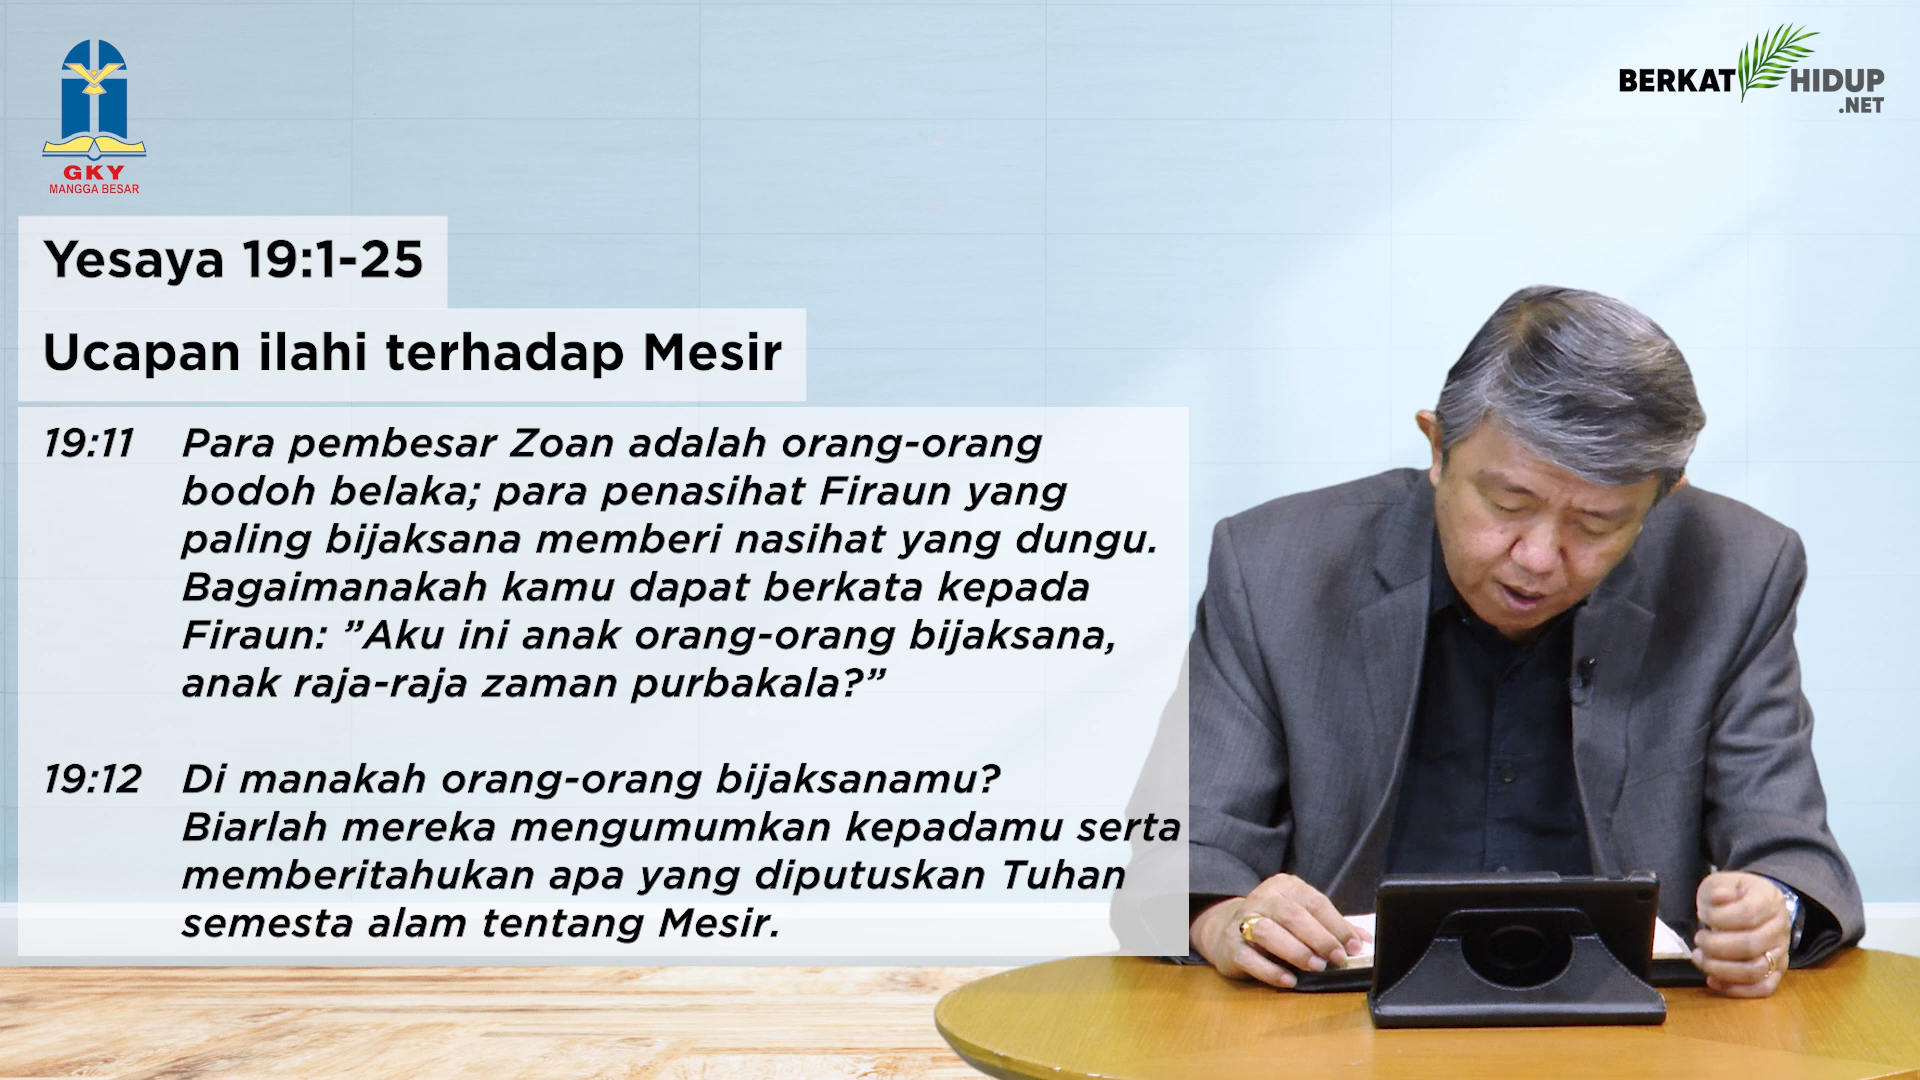 GKY
MANGGA BESAR
BERKAT HIDUP
.NET
Yesaya 19:1-25
Ucapan ilahi terhadap Mesir
19:11 Para pembesar Zoan adalah orang-orang
bodoh belaka; para penasihat Firaun yang
paling bijaksana memberi nasihat yang dungu.
Bagaimanakah kamu dapat berkata kepada
Firaun: ”Aku ini anak orang-orang bijaksana,
anak raja-raja zaman purbakala?”
19:12 Di manakah orang-orang bijaksanamu?
Biarlah mereka mengumumkan kepadamu serta
memberitahukan apa yang diputuskan Tuhan
semesta alam tentang Mesir.